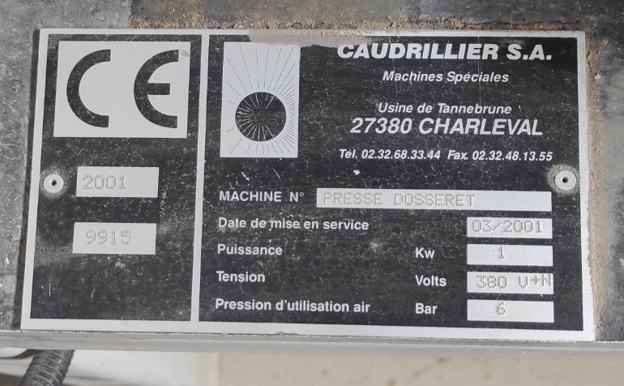 CE
2001
9915
CAUDRILLIER S.A.
Machines Spéciales
Usine de Tannebrune
27380 CHARLEVAL
Tél. 02.32.68.33.44 Fax. 02.32.48.13.55
MACHINE N° PRESSE DOSSERET
Date de mise en service 03/2001
Puissance Kw 1
Tension Volts 380 V+N
Pression d'utilisation air Bar 6